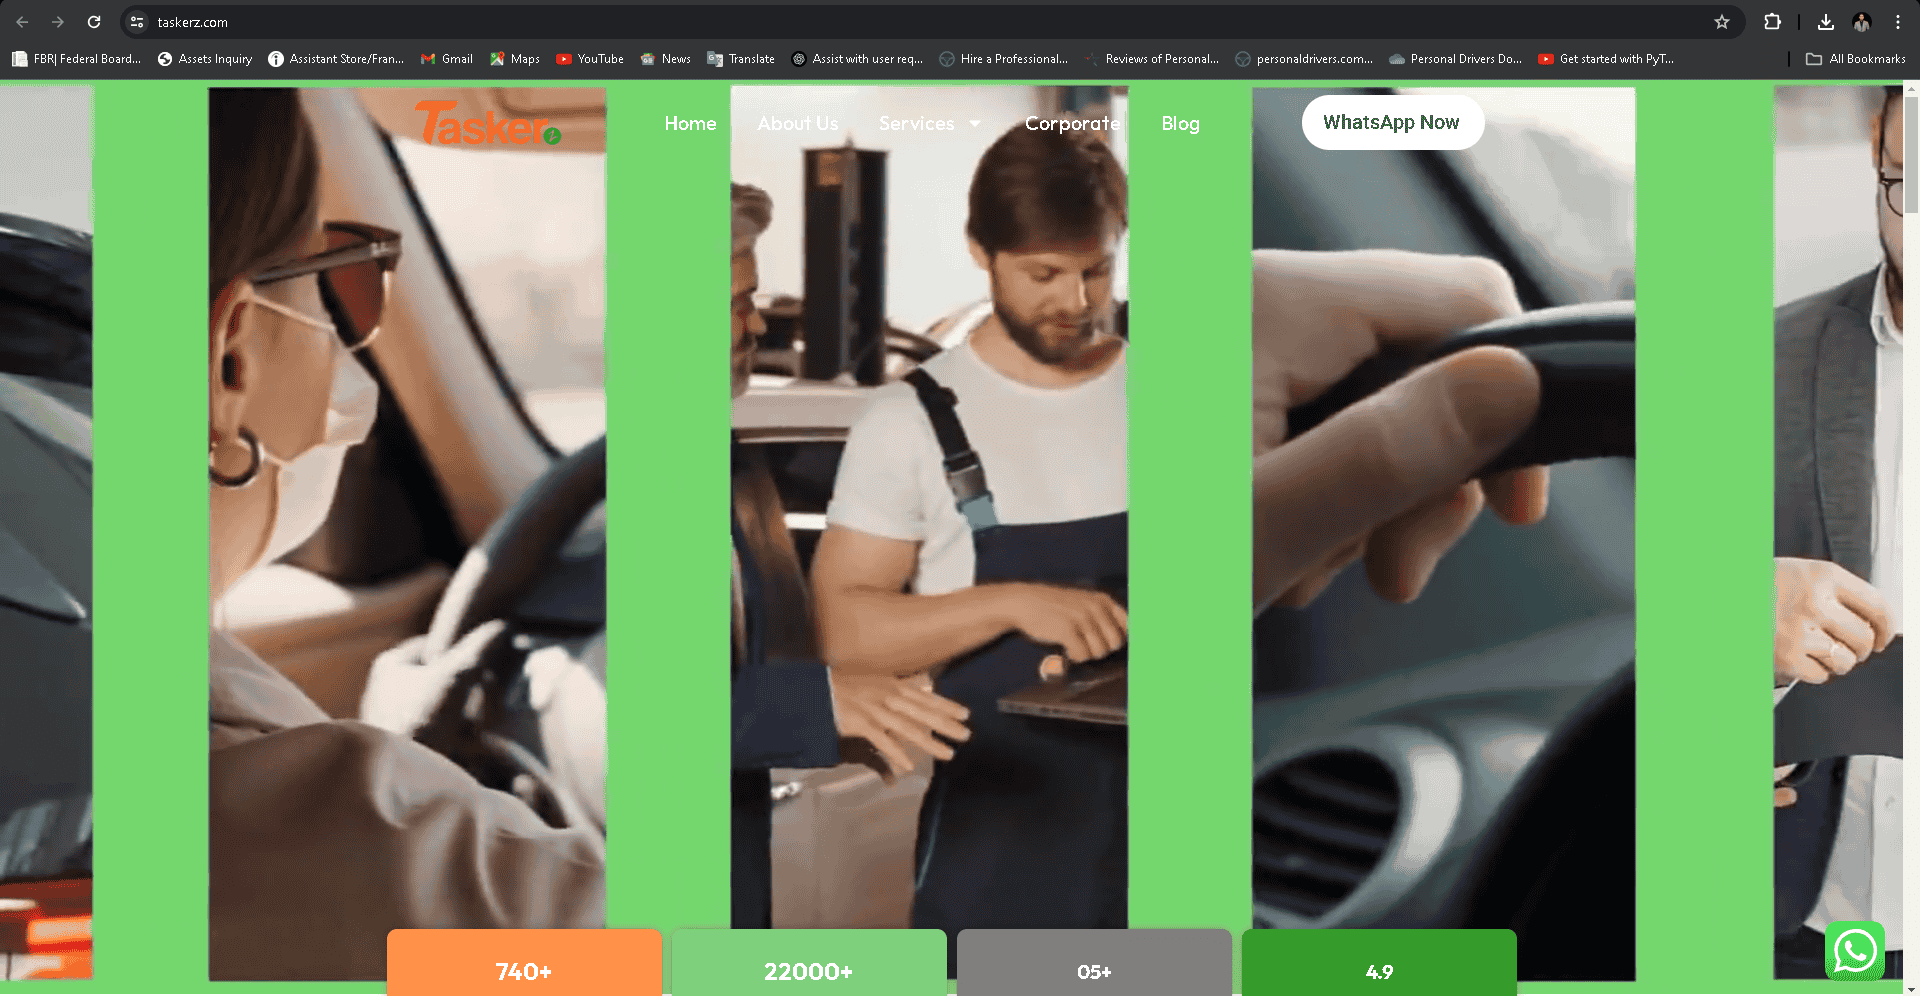 taskerz.com
FBR| Federal Board...
Assets Inquiry
Assistant Store/Fran...
Gmail
Maps
YouTube
News
Translate
Assist with user req...
Hire a Professional...
Reviews of Personal...
personaldrivers.com...
Personal Drivers Do...
Get started with PyT...
All Bookmarks
Tasker
Home
About Us
Services
Corporate
Blog
WhatsApp Now
740+
22000+
05+
4.9